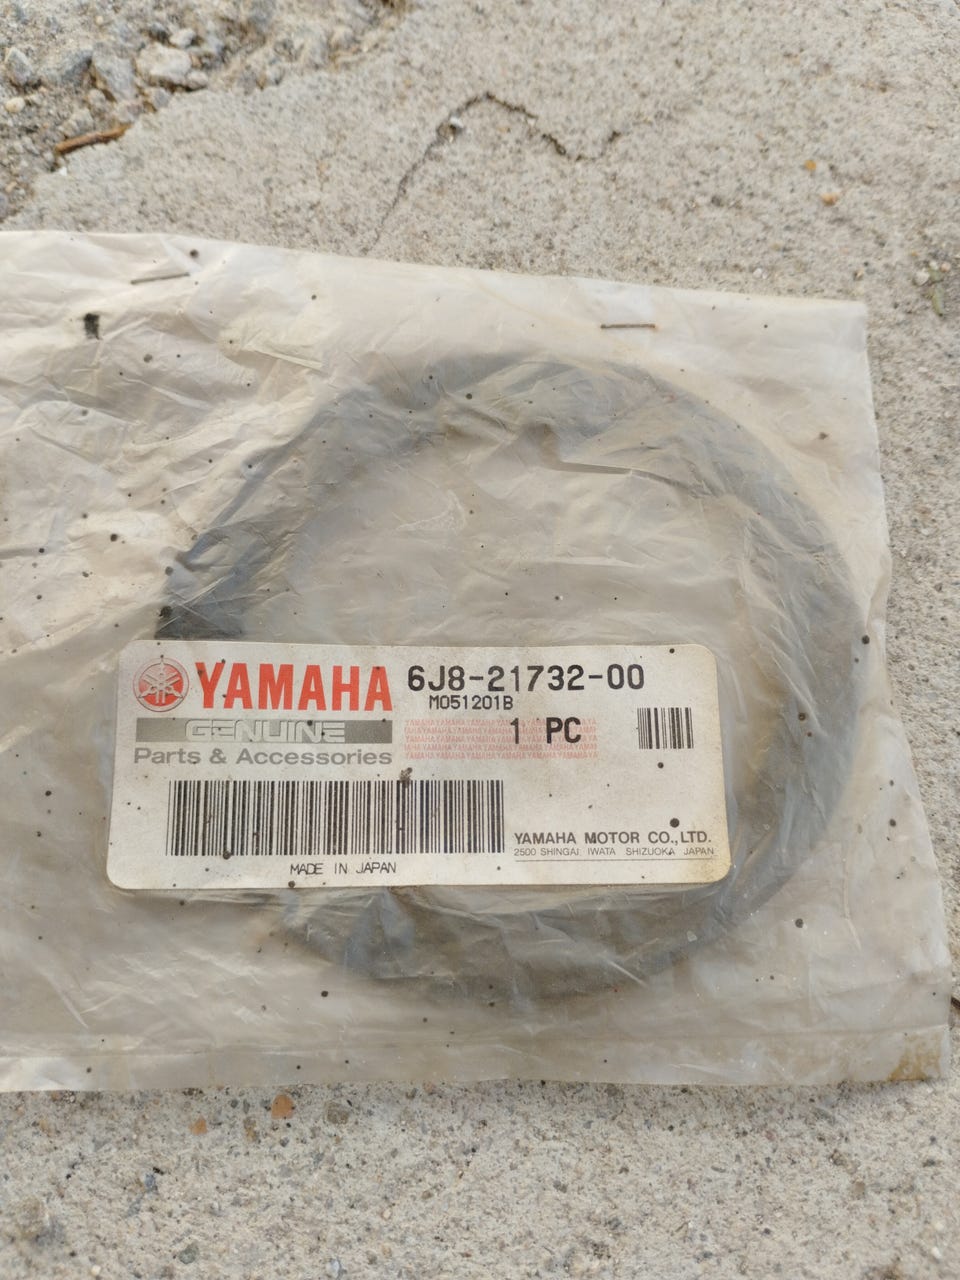 YAMAHA 6J8-21732-00
M051201B
GENUINE
1 PC
Parts & Accessories
YAMAHA MOTOR CO.,LTD.
2500 SHINGAI, IWATA SHIZUOKA JAPAN
MADE IN JAPAN